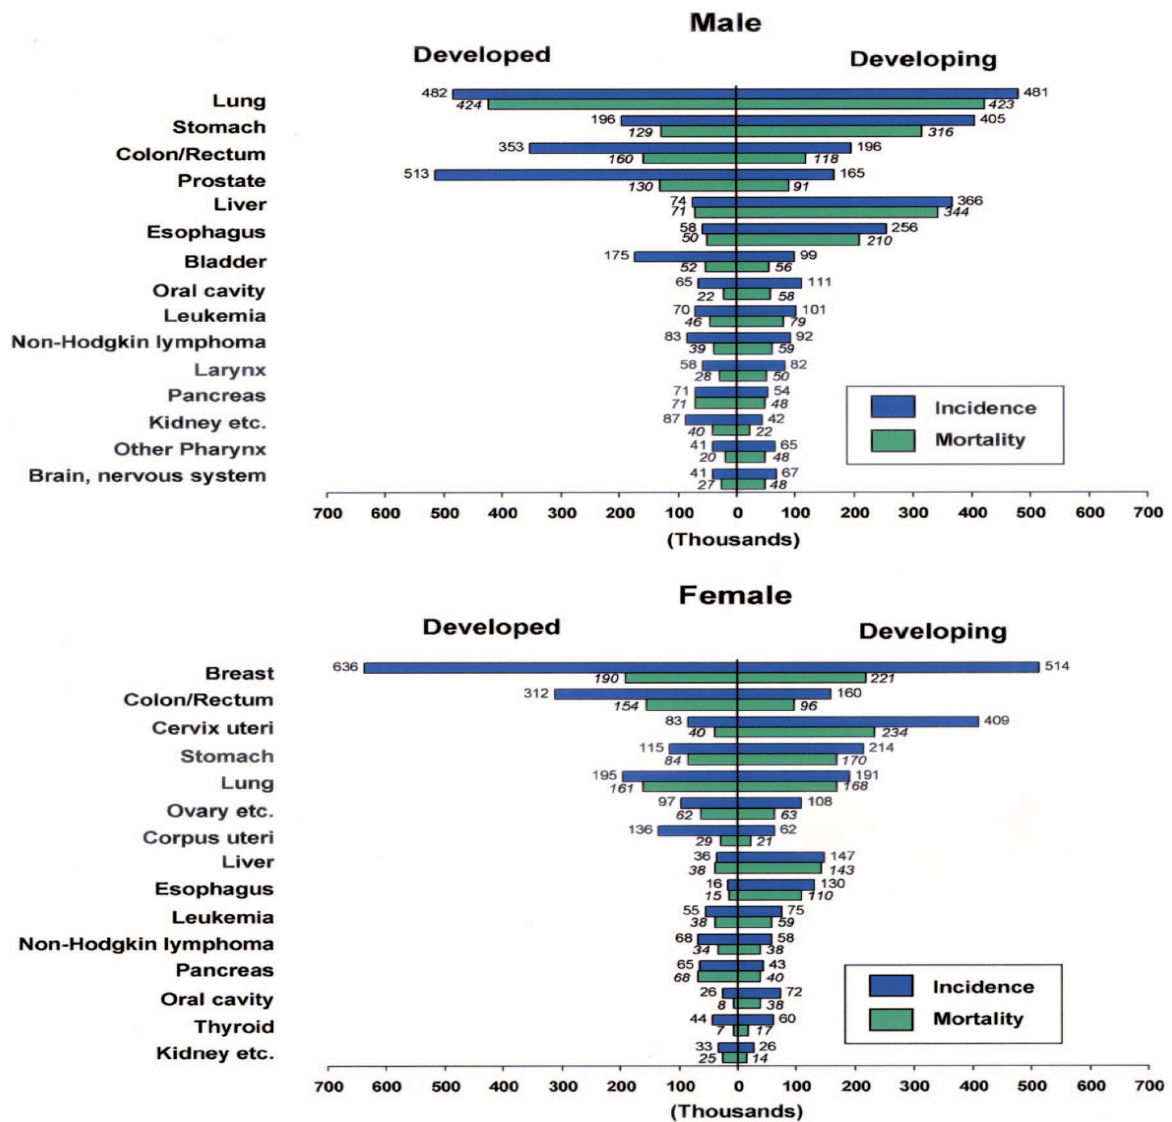 Male
Developed Developing
Lung 482 481
424 423
Stomach 196 405
129 316
Colon/Rectum 353 196
160 118
Prostate 513 165
130 91
Liver 74 366
71 344
Esophagus 58 256
50 210
Bladder 175 99
52 56
Oral cavity 65 111
22 58
Leukemia 70 101
46 79
Non-Hodgkin lymphoma 83 92
39 59
Larynx 58 82
28 50
Pancreas 71 54
71 48
Kidney etc. 87 42
40 22
Other Pharynx 41 65
20 48
Brain, nervous system 41 67
27 48
Incidence
Mortality
700 600 500 400 300 200 100 0 100 200 300 400 500 600 700
(Thousands)
Female
Developed Developing
Breast 636 514
190 221
Colon/Rectum 312 160
154 96
Cervix uteri 83 409
40 234
Stomach 115 214
84 170
Lung 195 191
161 168
Ovary etc. 97 108
62 63
Corpus uteri 136 62
29 21
Liver 36 147
38 143
Esophagus 16 130
15 110
Leukemia 55 75
38 59
Non-Hodgkin lymphoma 68 58
34 38
Pancreas 65 43
68 40
Oral cavity 26 72
8 38
Thyroid 44 60
7 17
Kidney etc. 33 26
25 14
Incidence
Mortality
700 600 500 400 300 200 100 0 100 200 300 400 500 600 700
(Thousands)